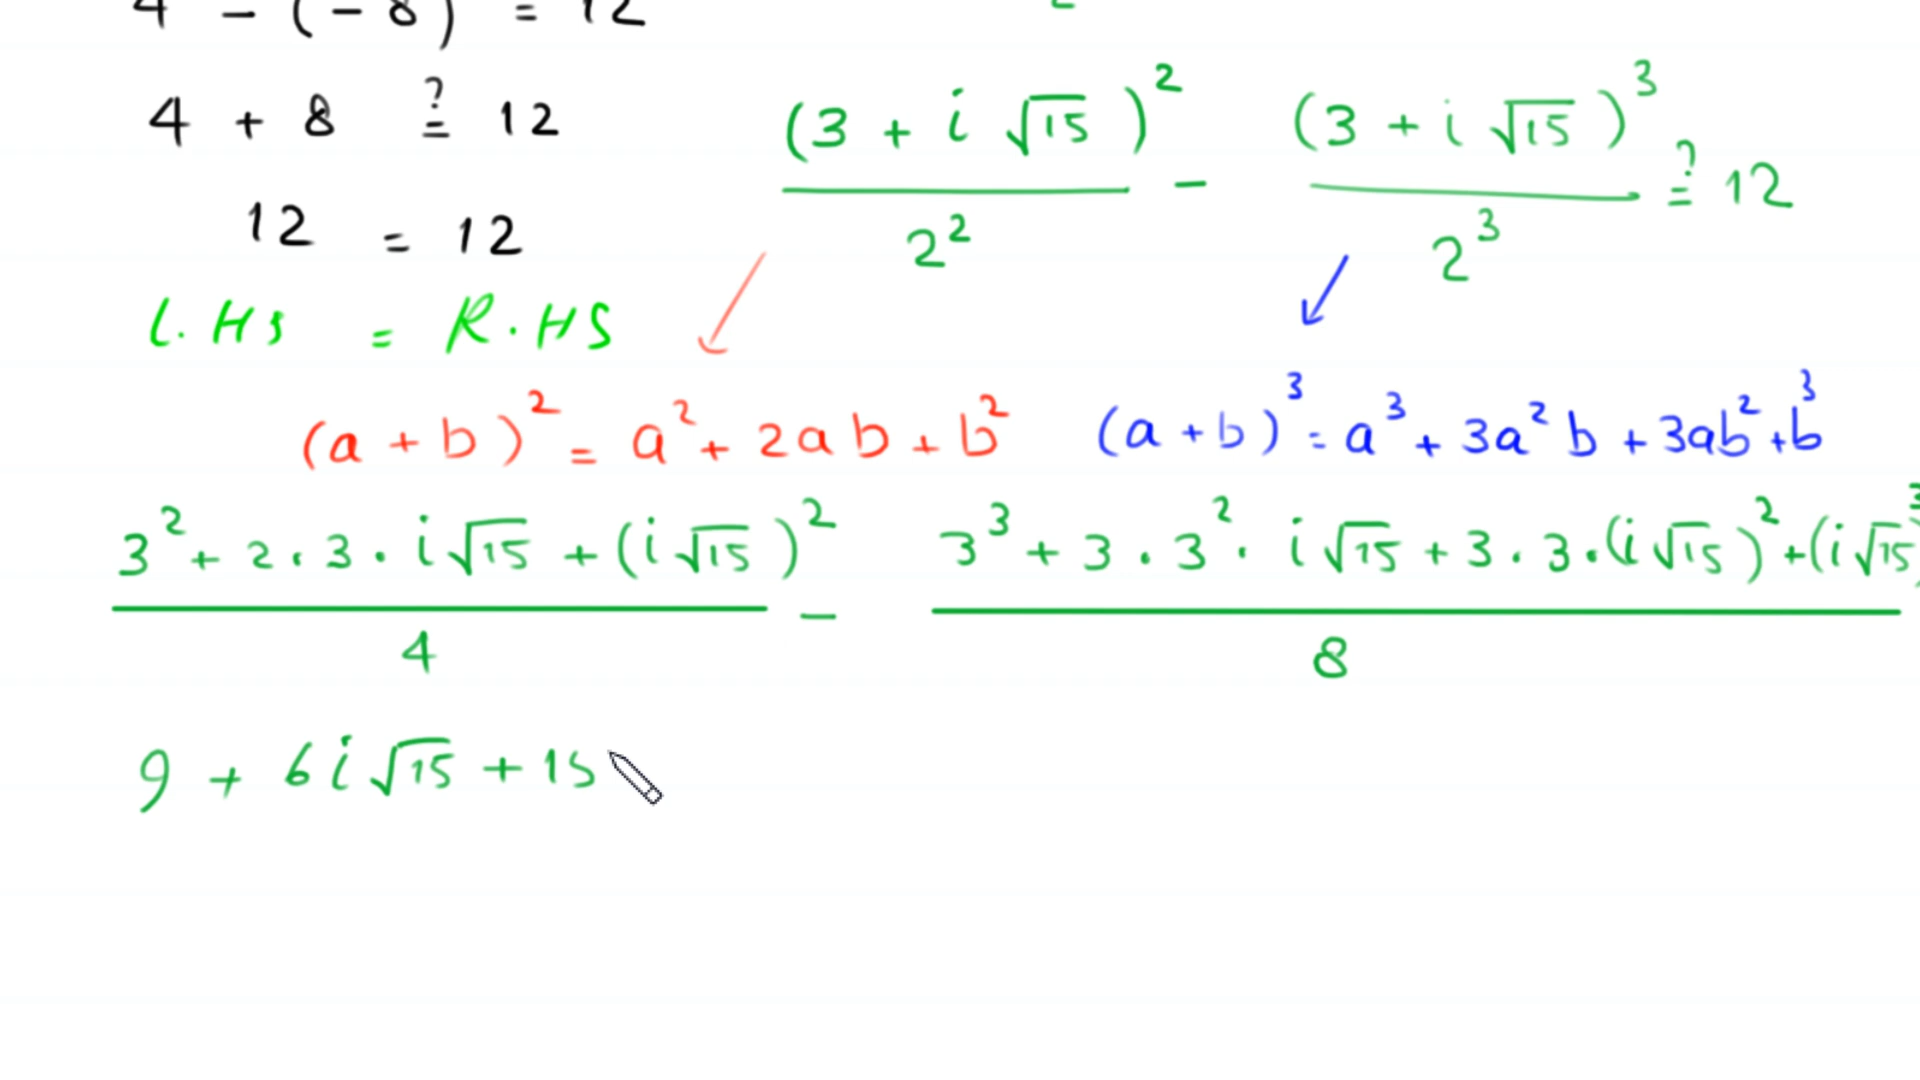 4 - (- 8) = 12
4 + 8 ≟ 12
12 = 12
L.HS = R.HS
(3 + i √15)² / 2² - (3 + i √15)³ / 2³ ≟ 12
(a + b)² = a² + 2ab + b²
(a + b)³ = a³ + 3a²b + 3ab² + b³
3² + 2 · 3 · i√15 + (i√15)² / 4 - 3³ + 3 · 3² · i√15 + 3 · 3 · (i√15)² + (i√15)³ / 8
9 + 6i√15 + 15